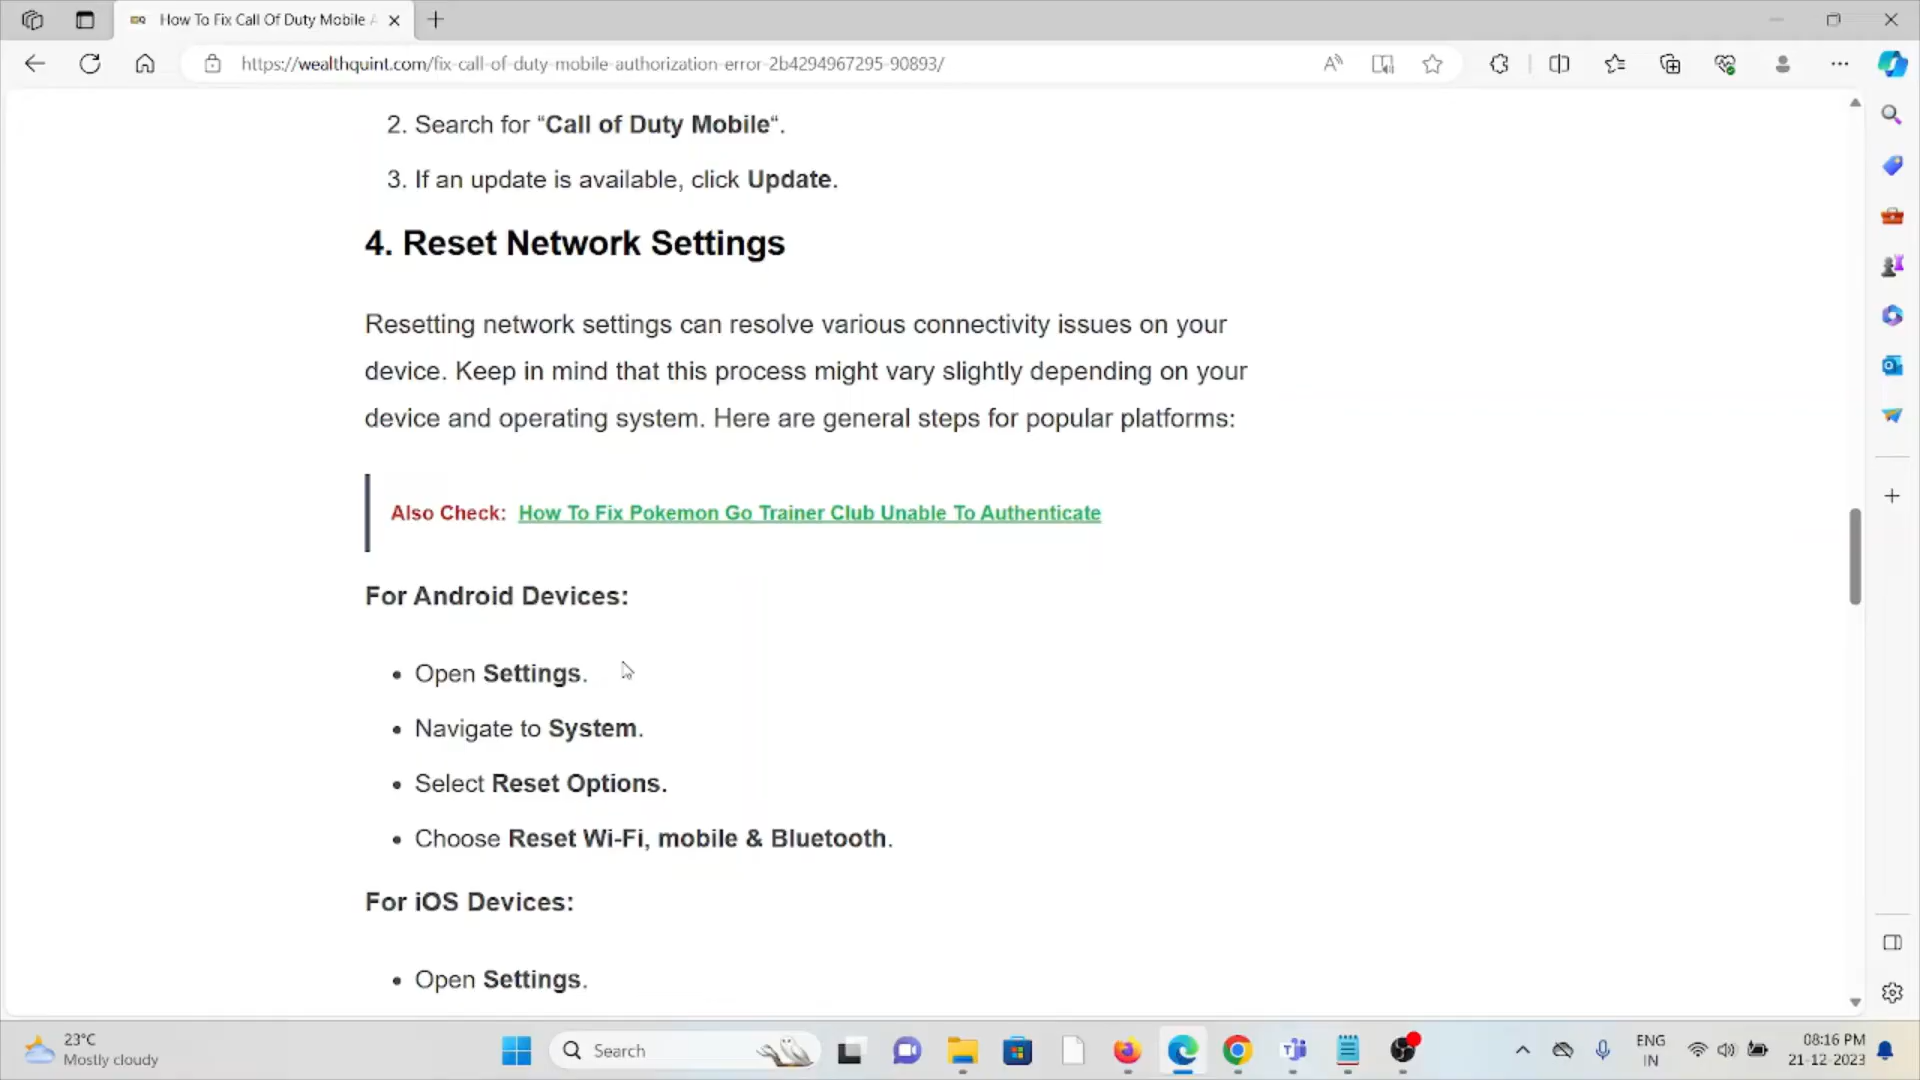 How To Fix Call Of Duty Mobile A
https://wealthquint.com/fix-call-of-duty-mobile-authorization-error-2b4294967295-90893/
2. Search for “Call of Duty Mobile“.
3. If an update is available, click Update.
4. Reset Network Settings
Resetting network settings can resolve various connectivity issues on your
device. Keep in mind that this process might vary slightly depending on your
device and operating system. Here are general steps for popular platforms:
Also Check: How To Fix Pokemon Go Trainer Club Unable To Authenticate
For Android Devices:
• Open Settings.
• Navigate to System.
• Select Reset Options.
• Choose Reset Wi-Fi, mobile & Bluetooth.
For iOS Devices:
• Open Settings.
23°C
Mostly cloudy
Search
ENG
IN
08:16 PM
21-12-2023